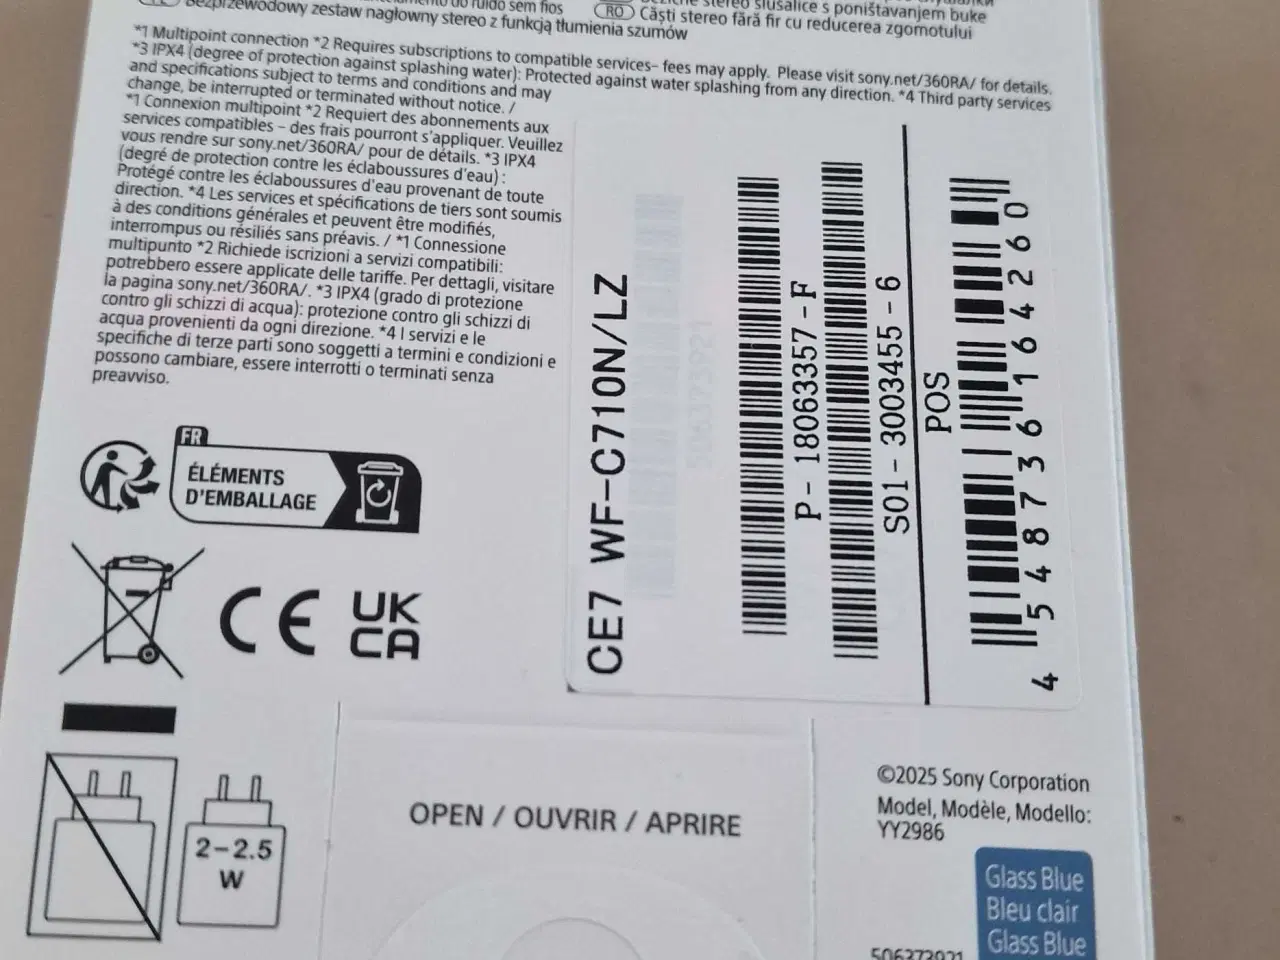 Bezprzewodowy zestaw nagłowny stereo z funkcją tłumienia szumów
stereo slušalice s poništavanjem buke
RO Căști stereo fără fir cu reducerea zgomotului
*1 Multipoint connection *2 Requires subscriptions to compatible services– fees may apply. Please visit sony.net/360RA/ for details.
*3 IPX4 (degree of protection against splashing water): Protected against water splashing from any direction. *4 Third party services
and specifications subject to terms and conditions and may
change, be interrupted or terminated without notice. /
*1 Connexion multipoint *2 Requiert des abonnements aux
services compatibles – des frais pourront s'appliquer. Veuillez
vous rendre sur sony.net/360RA/ pour de détails. *3 IPX4
(degré de protection contre les éclaboussures d'eau) :
Protégé contre les éclaboussures d'eau provenant de toute
direction. *4 Les services et spécifications de tiers sont soumis
à des conditions générales et peuvent être modifiés,
interrompus ou résiliés sans préavis. / *1 Connessione
multipunto *2 Richiede iscrizioni a servizi compatibili:
potrebbero essere applicate delle tariffe. Per dettagli, visitare
la pagina sony.net/360RA/. *3 IPX4 (grado di protezione
contro gli schizzi di acqua): protezione contro gli schizzi di
acqua provenienti da ogni direzione. *4 I servizi e le
specifiche di terze parti sono soggetti a termini e condizioni e
possono cambiare, essere interrotti o terminati senza
preavviso.
FR
ÉLÉMENTS
D'EMBALLAGE
CE
UK
CA
2–2.5
W
CE7 WF-C710N/LZ
506373921
P - 18063357 - F
S01 - 3003455 - 6
POS
4 548736 164260
OPEN / OUVRIR / APRIRE
©2025 Sony Corporation
Model, Modèle, Modello:
YY2986
Glass Blue
Bleu clair
Glass Blue
506373921